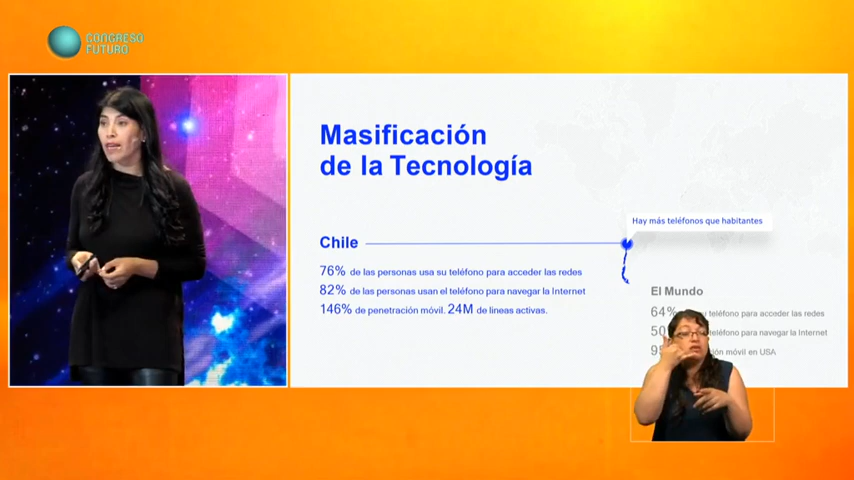 CONGRESO
FUTURO
Masificación
de la Tecnología
Hay más teléfonos que habitantes
Chile
76% de las personas usa su teléfono para acceder las redes
82% de las personas usan el teléfono para navegar la Internet
146% de penetración móvil. 24M de lineas activas.
El Mundo
64% su teléfono para acceder las redes
teléfono para navegar la Internet
móvil en USA